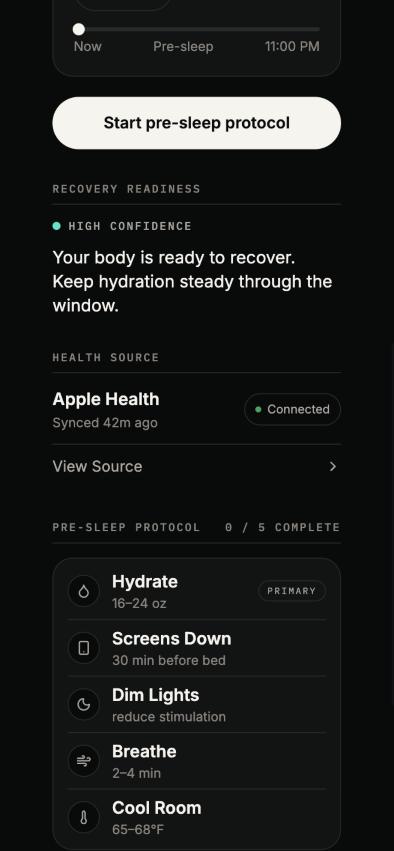 Now Pre-sleep 11:00 PM
Start pre-sleep protocol
RECOVERY READINESS
HIGH CONFIDENCE
Your body is ready to recover.
Keep hydration steady through the
window.
HEALTH SOURCE
Apple Health
Synced 42m ago
Connected
View Source
PRE-SLEEP PROTOCOL 0 / 5 COMPLETE
Hydrate
16–24 oz
PRIMARY
Screens Down
30 min before bed
Dim Lights
reduce stimulation
Breathe
2–4 min
Cool Room
65–68°F